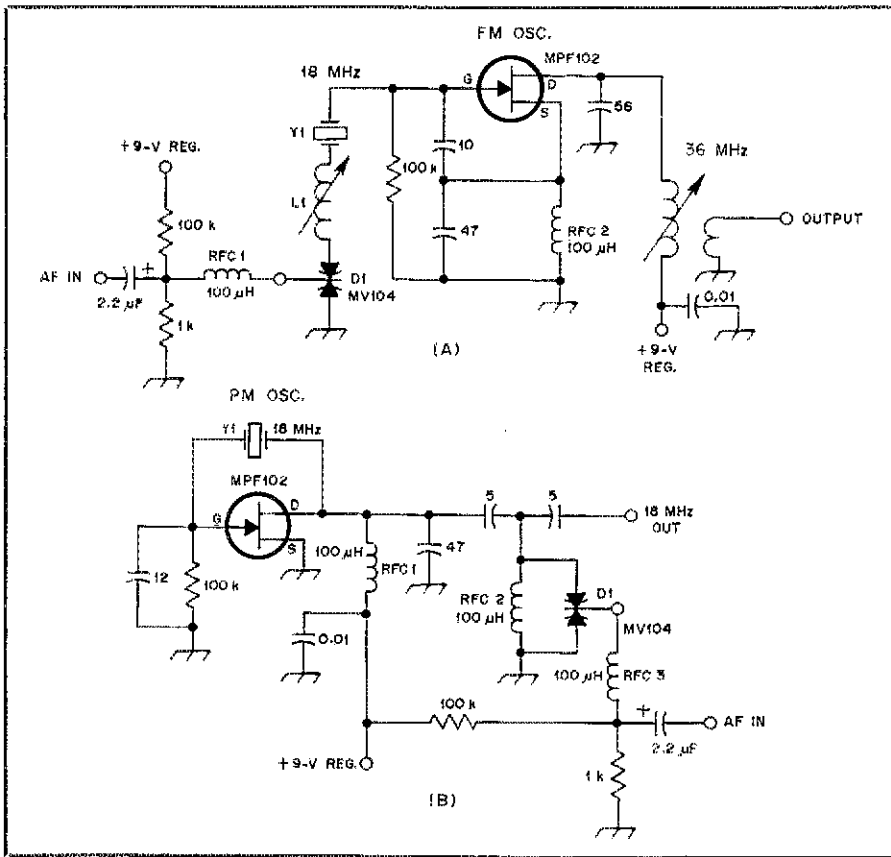 FM OSC.
MPF102
18 MHz
G
D
S
56
Y1
10
36 MHz
+9-V REG.
100 k
L1
100 k
47
RFC 2
100 µH
OUTPUT
RFC 1
AF IN
+
100 µH
D1
MV104
2.2 µF
0.01
1 k
(A)
+9-V
REG.
PM OSC.
Y1
18 MHz
MPF102
D
5
5
G
18 MHz
OUT
S
100 µH
47
RFC 1
12
100 k
RFC 2
100 µH
D1
MV104
0.01
100 µH
RFC 3
100 k
+
AF IN
2.2 µF
+9-V REG.
1 k
(B)